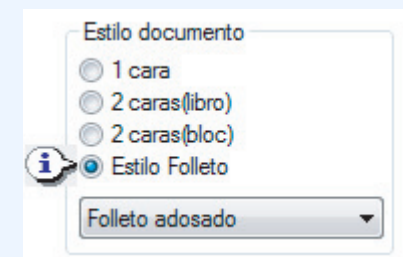 Estilo documento
1 cara
2 caras(libro)
2 caras(bloc)
Estilo Folleto
Folleto adosado